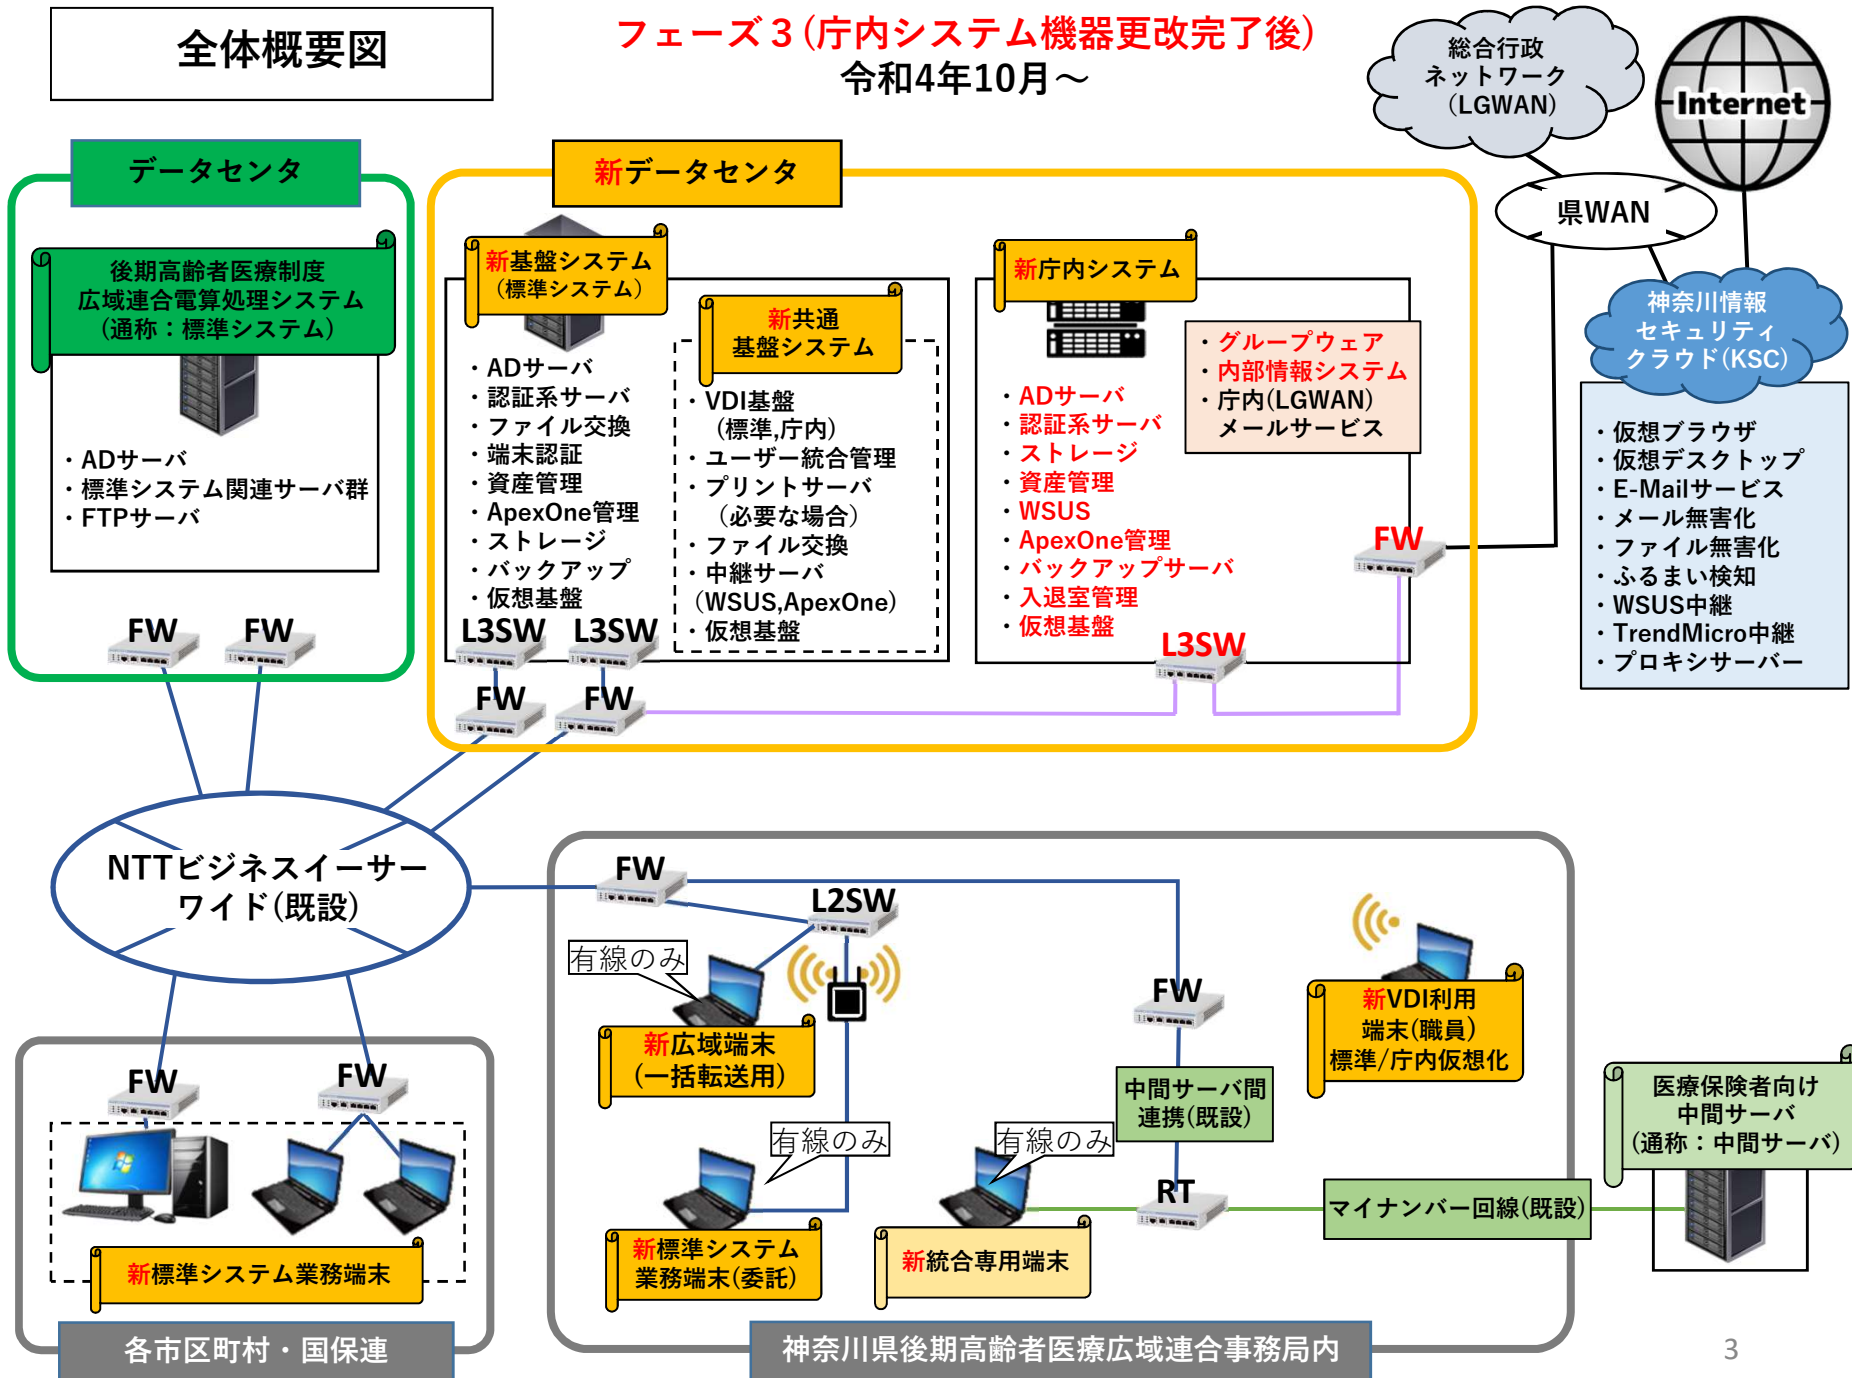 全体概要図
フェーズ３(庁内システム機器更改完了後)
令和4年10月～
総合行政
ネットワーク
(LGWAN)
Internet
県WAN
神奈川情報
セキュリティ
クラウド(KSC)
・仮想ブラウザ
・仮想デスクトップ
・E-Mailサービス
・メール無害化
・ファイル無害化
・ふるまい検知
・WSUS中継
・TrendMicro中継
・プロキシサーバー
データセンタ
後期高齢者医療制度
広域連合電算処理システム
(通称：標準システム)
・ADサーバ
・標準システム関連サーバ群
・FTPサーバ
FW
FW
新データセンタ
新基盤システム
(標準システム)
・ADサーバ
・認証系サーバ
・ファイル交換
・端末認証
・資産管理
・ApexOne管理
・ストレージ
・バックアップ
・仮想基盤
新共通
基盤システム
・VDI基盤
(標準,庁内)
・ユーザー統合管理
・プリントサーバ
（必要な場合）
・ファイル交換
・中継サーバ
(WSUS,ApexOne)
・仮想基盤
L3SW
L3SW
FW
FW
新庁内システム
・グループウェア
・内部情報システム
・庁内(LGWAN)
メールサービス
・ADサーバ
・認証系サーバ
・ストレージ
・資産管理
・WSUS
・ApexOne管理
・バックアップサーバ
・入退室管理
・仮想基盤
L3SW
FW
NTTビジネスイーサー
ワイド(既設)
FW
FW
新標準システム業務端末
各市区町村・国保連
FW
L2SW
有線のみ
新広域端末
(一括転送用)
有線のみ
新標準システム
業務端末(委託)
有線のみ
新統合専用端末
FW
中間サーバ間
連携(既設)
RT
新VDI利用
端末(職員)
標準/庁内仮想化
マイナンバー回線(既設)
医療保険者向け
中間サーバ
(通称：中間サーバ)
神奈川県後期高齢者医療広域連合事務局内
3